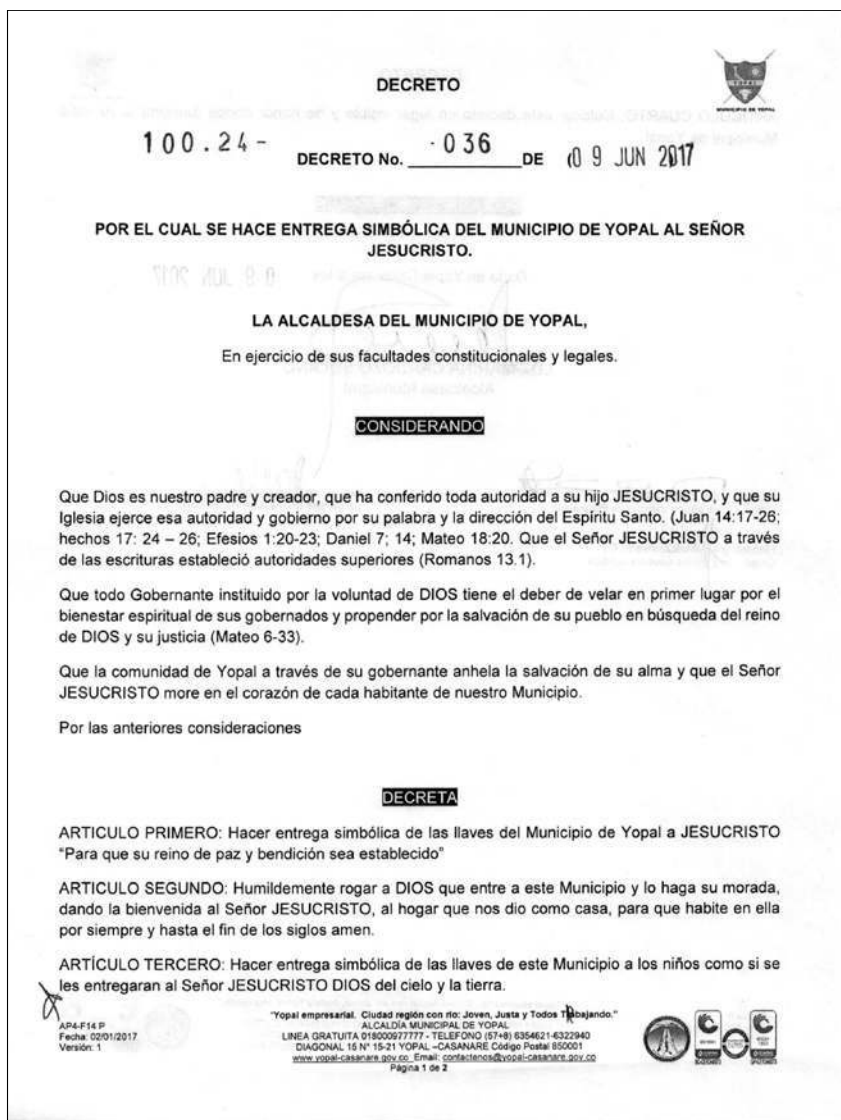 DECRETO
MUNICIPIO DE YOPAL
100.24-
DECRETO No. 036 DE 09 JUN 2017
POR EL CUAL SE HACE ENTREGA SIMBÓLICA DEL MUNICIPIO DE YOPAL AL SEÑOR
JESUCRISTO.
LA ALCALDESA DEL MUNICIPIO DE YOPAL,
En ejercicio de sus facultades constitucionales y legales.
CONSIDERANDO
Que Dios es nuestro padre y creador, que ha conferido toda autoridad a su hijo JESUCRISTO, y que su
Iglesia ejerce esa autoridad y gobierno por su palabra y la dirección del Espíritu Santo. (Juan 14:17-26;
hechos 17: 24 – 26; Efesios 1:20-23; Daniel 7; 14; Mateo 18:20. Que el Señor JESUCRISTO a través
de las escrituras estableció autoridades superiores (Romanos 13.1).
Que todo Gobernante instituido por la voluntad de DIOS tiene el deber de velar en primer lugar por el
bienestar espiritual de sus gobernados y propender por la salvación de su pueblo en búsqueda del reino
de DIOS y su justicia (Mateo 6-33).
Que la comunidad de Yopal a través de su gobernante anhela la salvación de su alma y que el Señor
JESUCRISTO more en el corazón de cada habitante de nuestro Municipio.
Por las anteriores consideraciones
DECRETA
ARTICULO PRIMERO: Hacer entrega simbólica de las llaves del Municipio de Yopal a JESUCRISTO
"Para que su reino de paz y bendición sea establecido"
ARTICULO SEGUNDO: Humildemente rogar a DIOS que entre a este Municipio y lo haga su morada,
dando la bienvenida al Señor JESUCRISTO, al hogar que nos dio como casa, para que habite en ella
por siempre y hasta el fin de los siglos amen.
ARTÍCULO TERCERO: Hacer entrega simbólica de las llaves de este Municipio a los niños como si se
les entregaran al Señor JESUCRISTO DIOS del cielo y la tierra.
AP4-F14 P
Fecha: 02/01/2017
Versión: 1
"Yopal empresarial. Ciudad región con rio: Joven, Justa y Todos Trabajando."
ALCALDÍA MUNICIPAL DE YOPAL
LINEA GRATUITA 018000977777 - TELEFONO (57+8) 6354621-6322940
DIAGONAL 15 N° 15-21 YOPAL –CASANARE Código Postal 850001
www.yopal-casanare.gov.co Email: contactenos@yopal-casanare.gov.co
Página 1 de 2